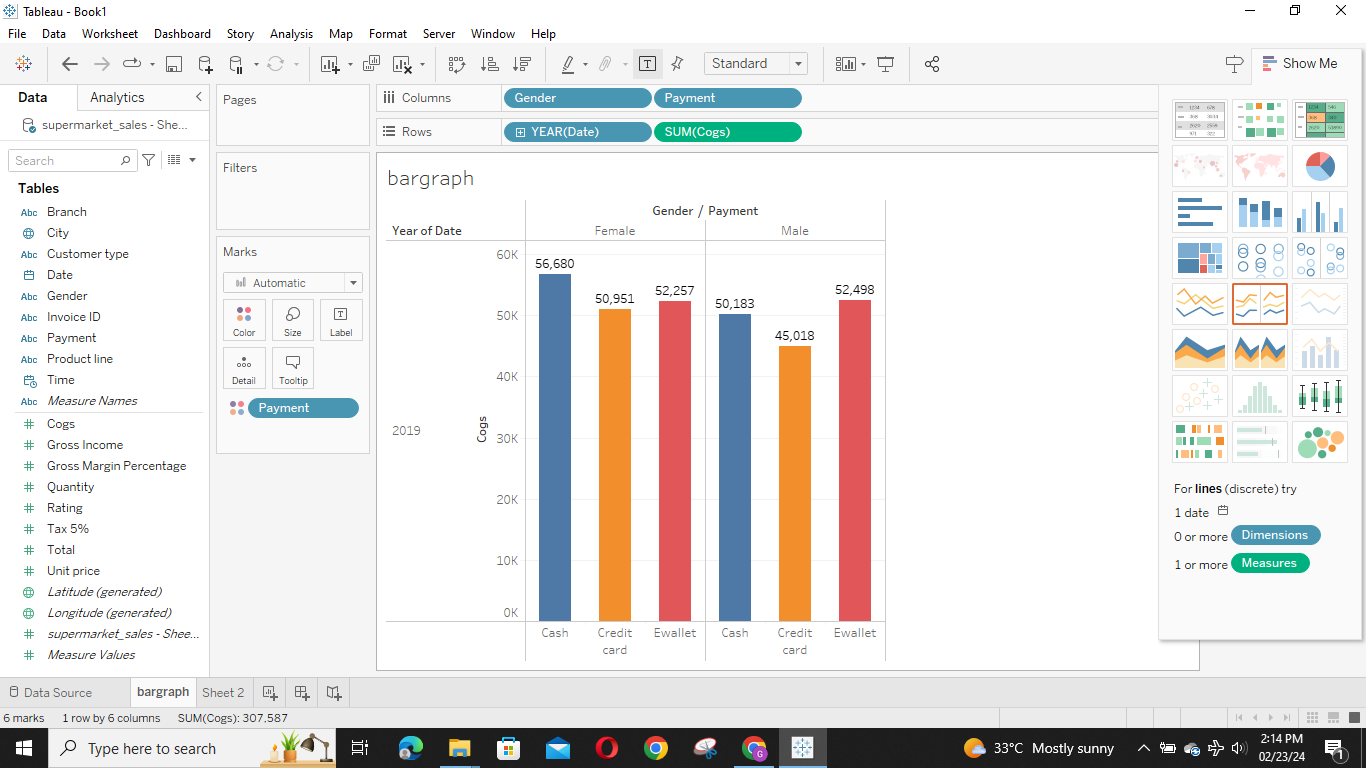 Tableau - Book1
File Data Worksheet Dashboard Story Analysis Map Format Server Window Help
Standard
Show Me
Data Analytics
supermarket_sales - She...
Search
Tables
Abc Branch
City
Abc Customer type
Date
Abc Gender
Abc Invoice ID
Abc Payment
Abc Product line
Time
Abc Measure Names
Cogs
Gross Income
Gross Margin Percentage
Quantity
Rating
Tax 5%
Total
Unit price
Latitude (generated)
Longitude (generated)
supermarket_sales - Shee...
Measure Values
Pages
Filters
Marks
Automatic
Color Size Label
Detail Tooltip
Payment
Columns Gender Payment
Rows YEAR(Date) SUM(Cogs)
bargraph
Gender / Payment
Year of Date Female Male
60K
50K
40K
30K
20K
10K
0K
Cogs
2019
56,680
50,951
52,257
50,183
45,018
52,498
Cash Credit card Ewallet Cash Credit card Ewallet
For lines (discrete) try
1 date
0 or more Dimensions
1 or more Measures
Data Source bargraph Sheet 2
6 marks 1 row by 6 columns SUM(Cogs): 307,587
Type here to search
33°C Mostly sunny
2:14 PM
02/23/24
1